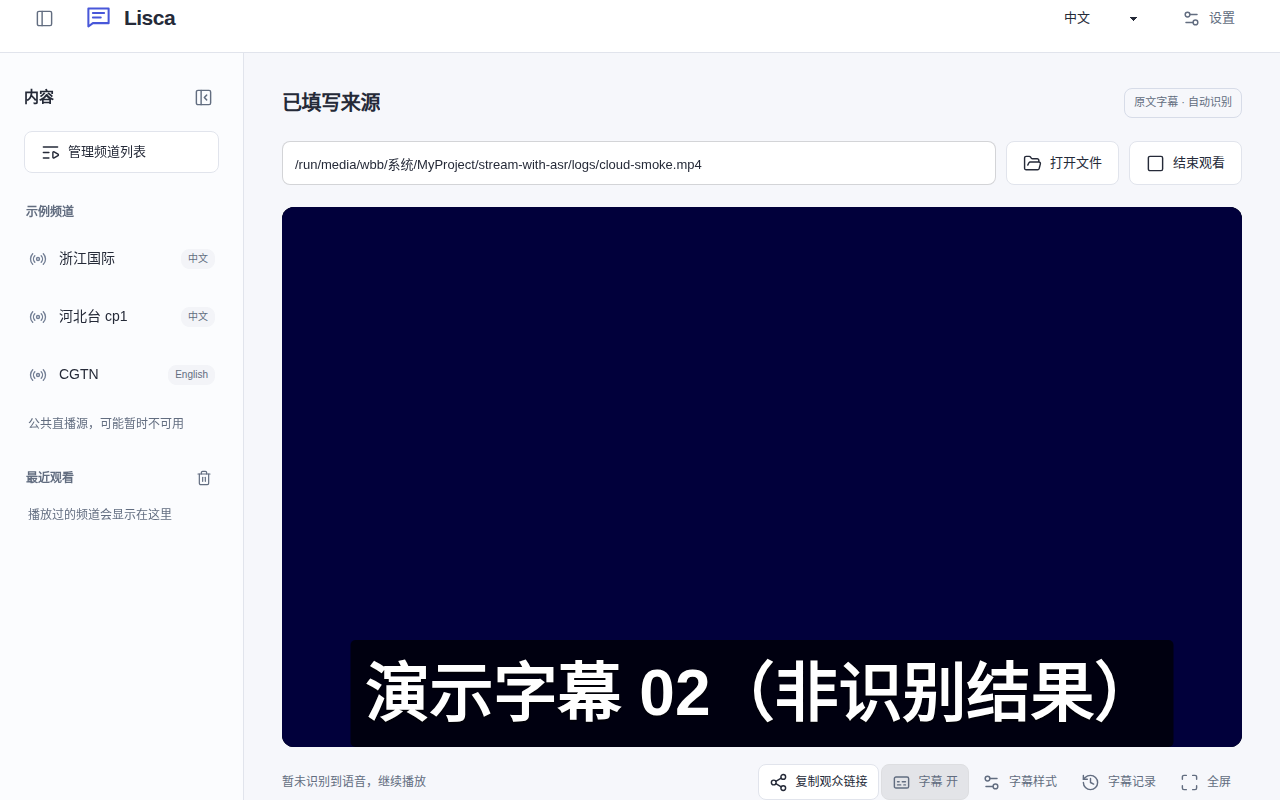 Lisca
中文
设置
内容
管理频道列表
示例频道
浙江国际 中文
河北台 cp1 中文
CGTN English
公共直播源，可能暂时不可用
最近观看
播放过的频道会显示在这里
已填写来源
原文字幕 · 自动识别
/run/media/wbb/系统/MyProject/stream-with-asr/logs/cloud-smoke.mp4
打开文件
结束观看
演示字幕 02（非识别结果）
暂未识别到语音，继续播放
复制观众链接
字幕 开
字幕样式
字幕记录
全屏